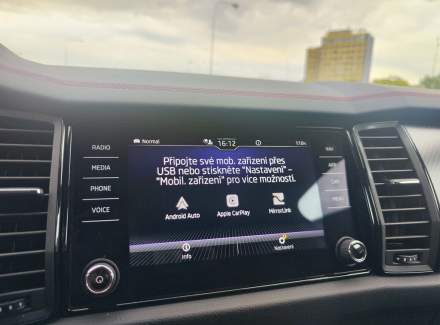 RADIO
MEDIA
PHONE
VOICE
Normal
16:12
Připojte své mob. zařízení přes
USB nebo stiskněte "Nastavení" –
"Mobil. zařízení" pro více možností.
Android Auto
Apple CarPlay
MirrorLink
Info
Nastavení
NAV